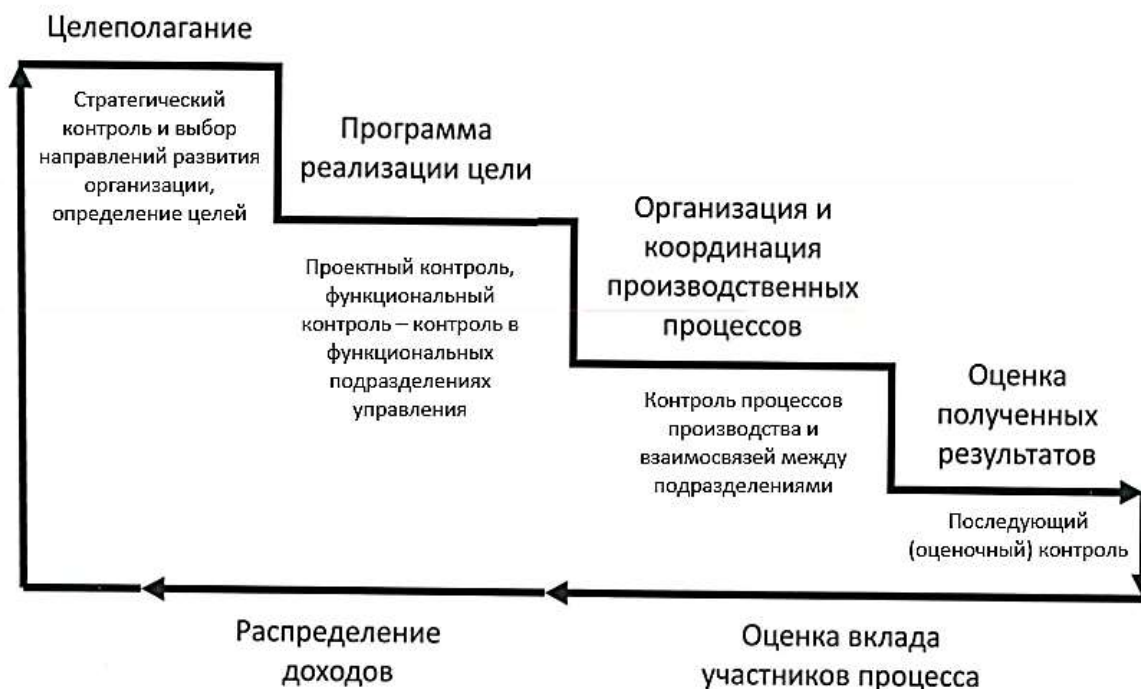 Целеполагание
Стратегический
контроль и выбор
направлений развития
организации,
определение целей
Программа
реализации цели
Проектный контроль,
функциональный
контроль – контроль в
функциональных
подразделениях
управления
Организация и
координация
производственных
процессов
Контроль процессов
производства и
взаимосвязей между
подразделениями
Оценка
полученных
результатов
Последующий
(оценочный) контроль
Распределение
доходов
Оценка вклада
участников процесса